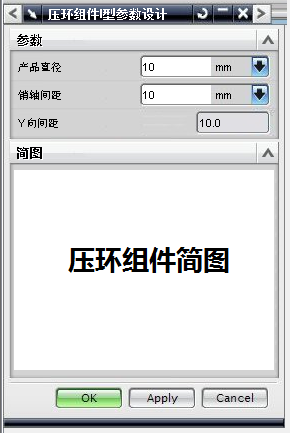 压环组件I型参数设计
参数
产品直径 10 mm
销轴间距 10 mm
Y向间距 10.0
简图
压环组件简图
OK Apply Cancel